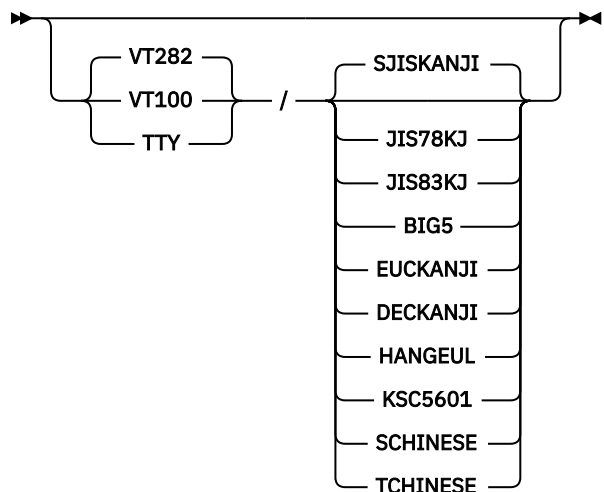 VT282
VT100
TTY
/
SJISKANJI
JIS78KJ
JIS83KJ
BIG5
EUCKANJI
DECKANJI
HANGEUL
KSC5601
SCHINESE
TCHINESE